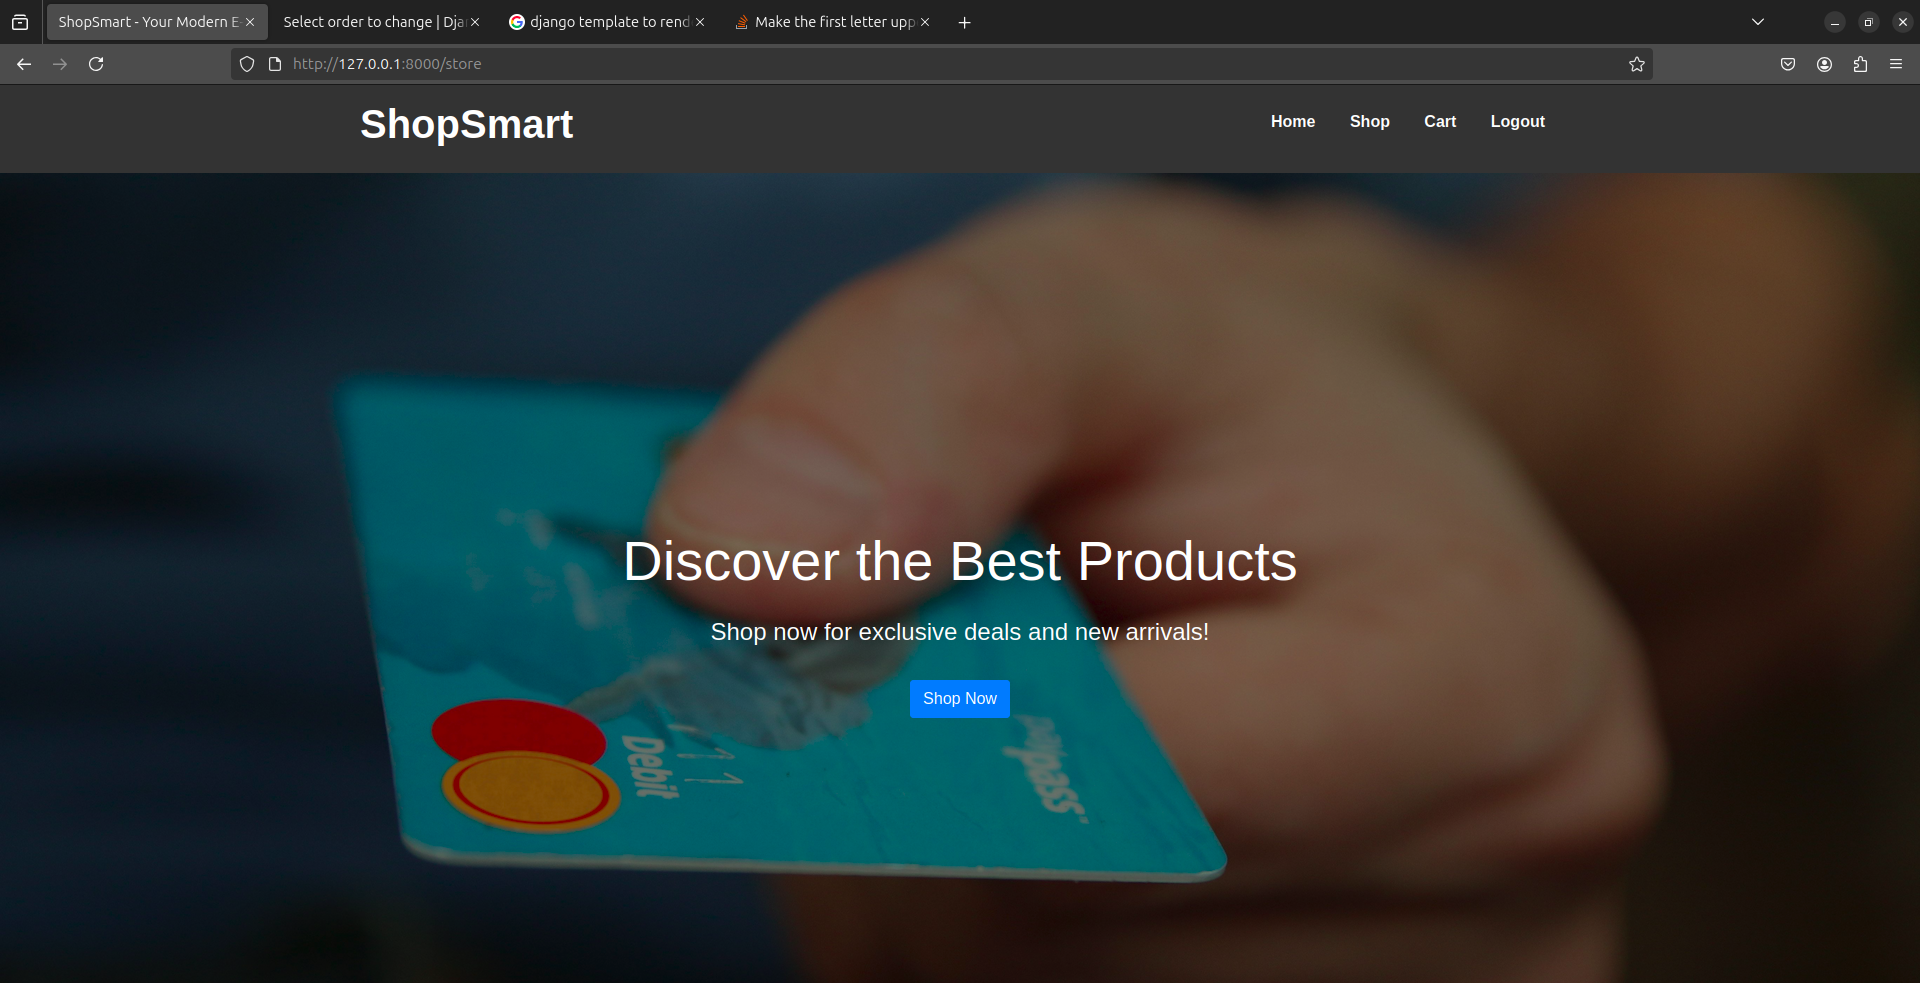 ShopSmart - Your Modern E-
Select order to change | Dja
django template to rend
Make the first letter upp
http://127.0.0.1:8000/store
ShopSmart
Home
Shop
Cart
Logout
Discover the Best Products
Shop now for exclusive deals and new arrivals!
Shop Now
Debit
paypass